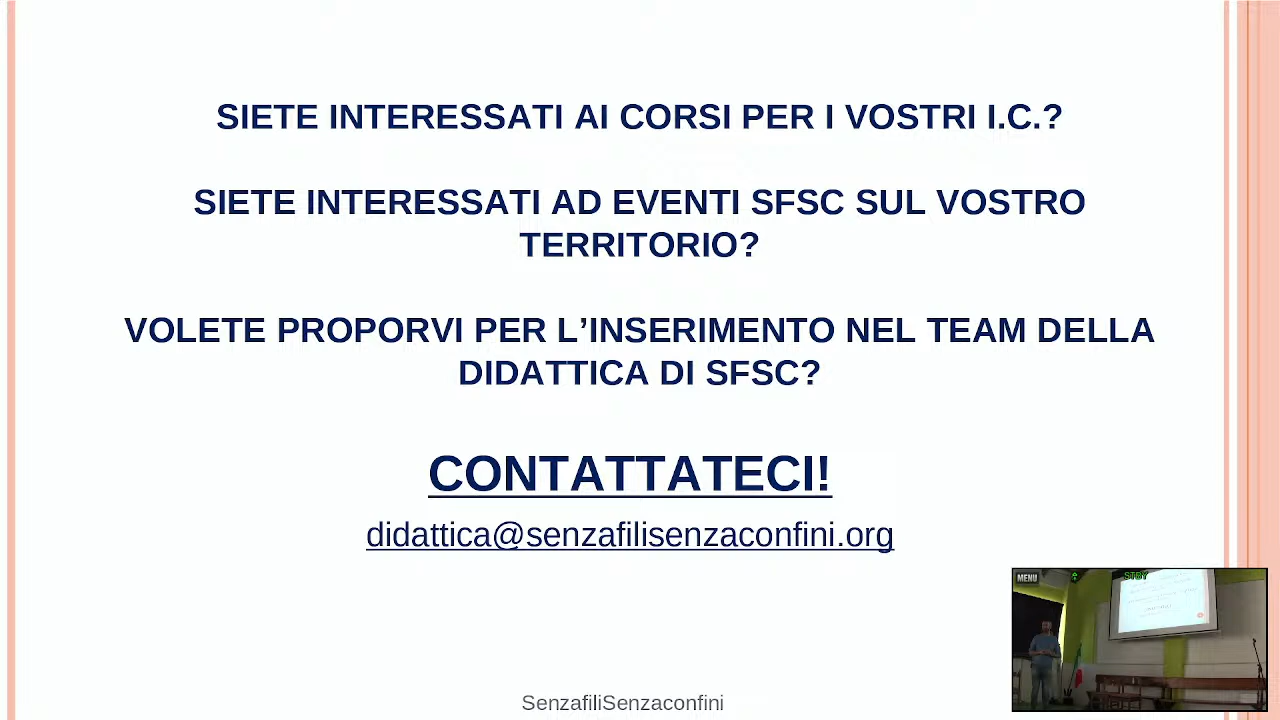 SIETE INTERESSATI AI CORSI PER I VOSTRI I.C.?
SIETE INTERESSATI AD EVENTI SFSC SUL VOSTRO
TERRITORIO?
VOLETE PROPORVI PER L’INSERIMENTO NEL TEAM DELLA
DIDATTICA DI SFSC?
CONTATTATECI!
didattica@senzafilisenzaconfini.org
MENU
STBY
SenzafiliSenzaconfini